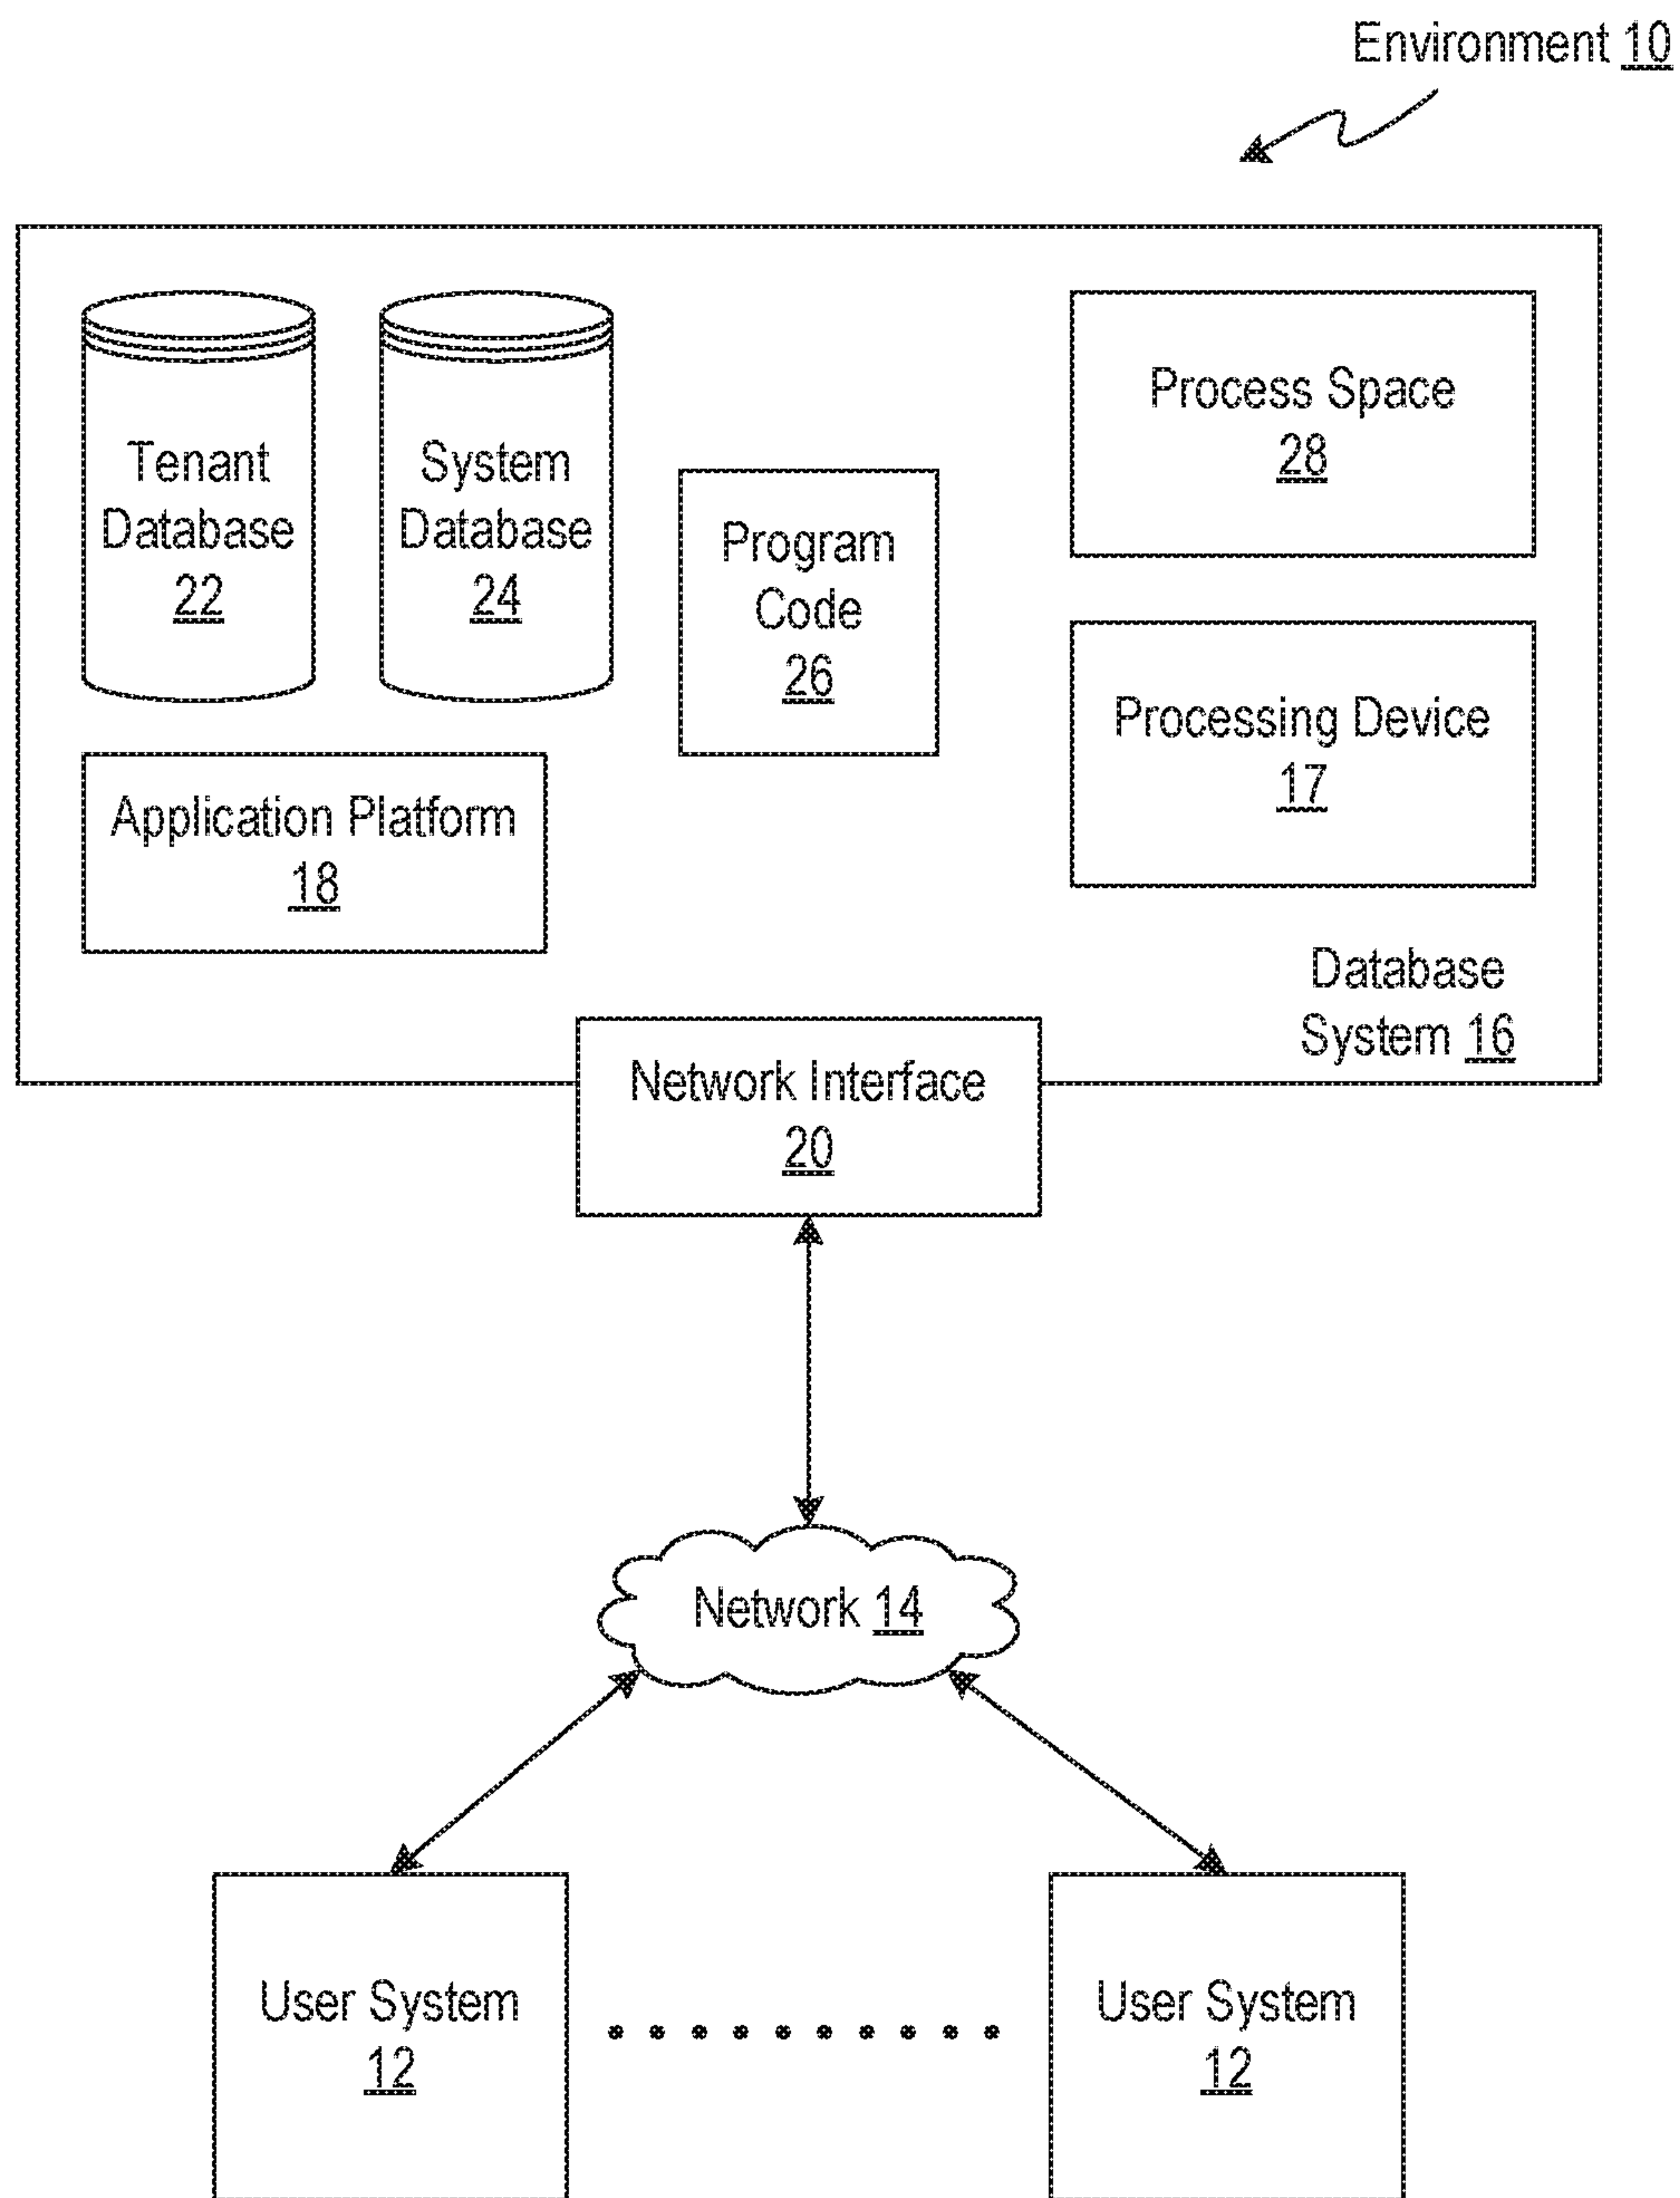 Environment 10
Tenant
Database
22
System
Database
24
Program
Code
26
Process Space
28
Processing Device
17
Application Platform
18
Database
System 16
Network Interface
20
Network 14
User System
12
User System
12